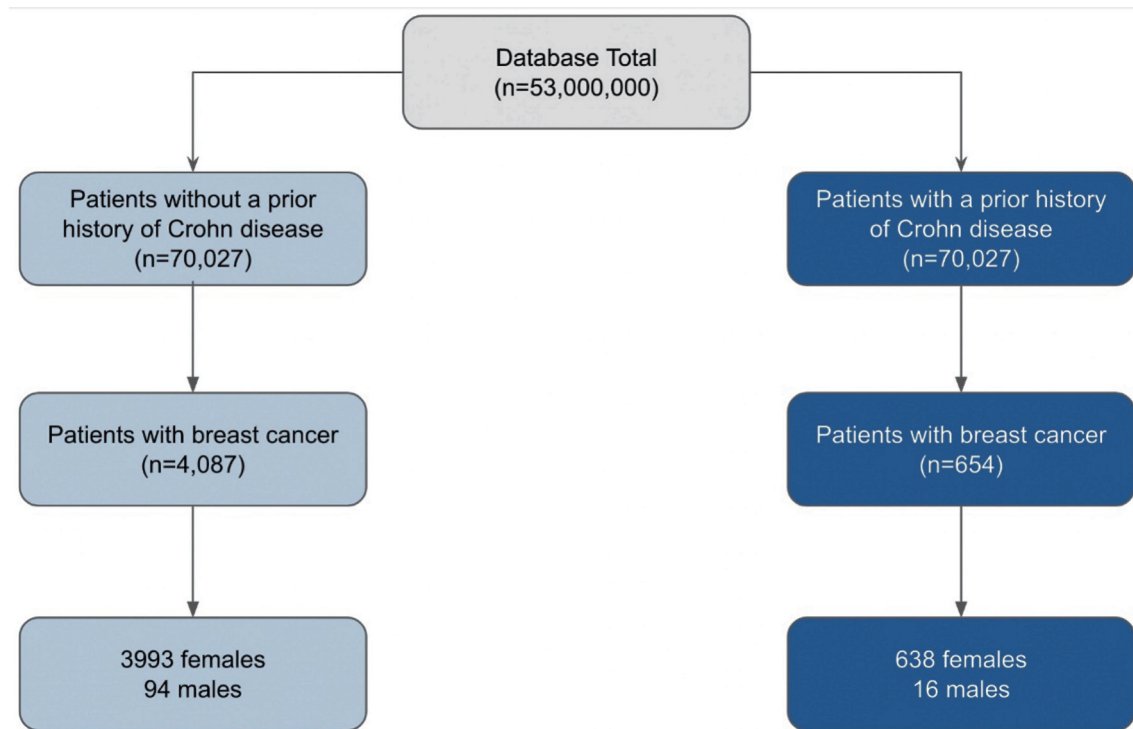 Database Total
(n=53,000,000)
Patients without a prior
history of Crohn disease
(n=70,027)
Patients with a prior history
of Crohn disease
(n=70,027)
Patients with breast cancer
(n=4,087)
Patients with breast cancer
(n=654)
3993 females
94 males
638 females
16 males